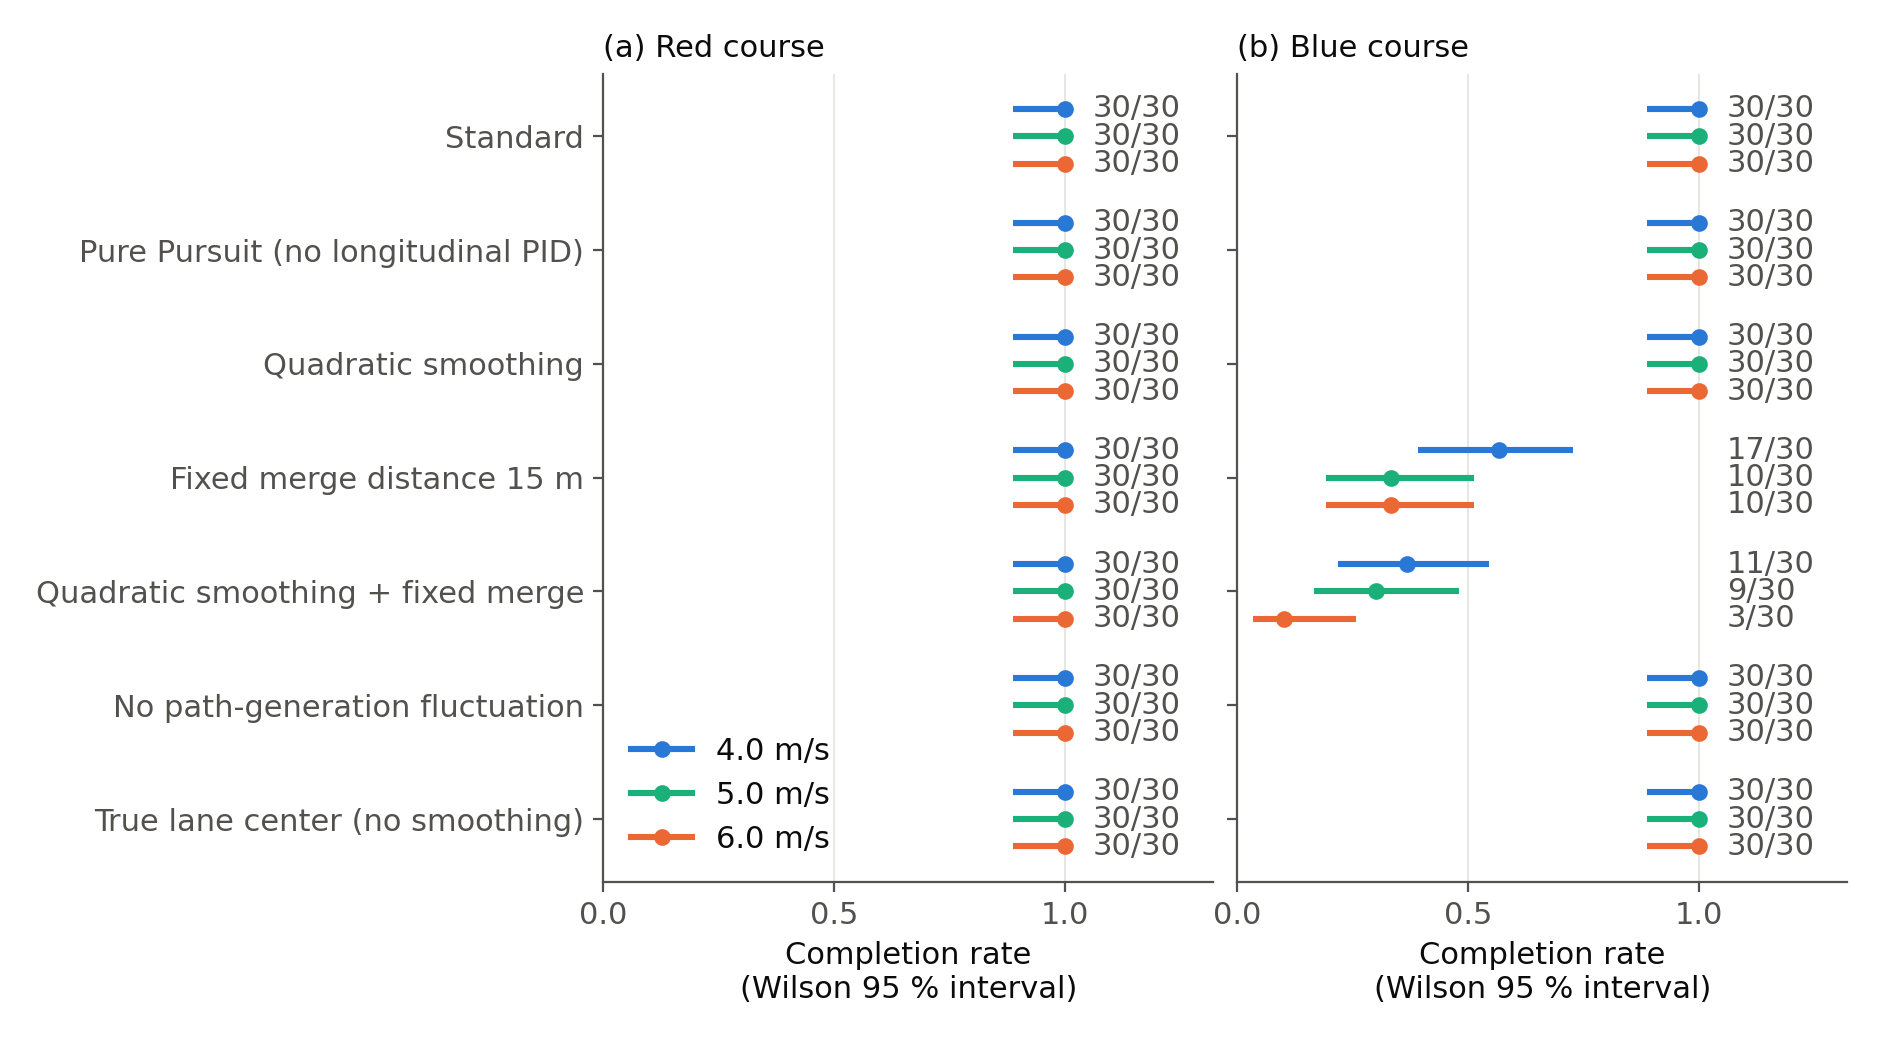 (a) Red course
(b) Blue course
Standard
30/30
30/30
30/30
30/30
30/30
30/30
Pure Pursuit (no longitudinal PID)
30/30
30/30
30/30
30/30
30/30
30/30
Quadratic smoothing
30/30
30/30
30/30
30/30
30/30
30/30
Fixed merge distance 15 m
30/30
30/30
30/30
17/30
10/30
10/30
Quadratic smoothing + fixed merge
30/30
30/30
30/30
11/30
9/30
3/30
No path-generation fluctuation
30/30
30/30
30/30
30/30
30/30
30/30
True lane center (no smoothing)
30/30
30/30
30/30
30/30
30/30
30/30
4.0 m/s
5.0 m/s
6.0 m/s
0.0 0.5 1.0
0.0 0.5 1.0
Completion rate
(Wilson 95 % interval)
Completion rate
(Wilson 95 % interval)